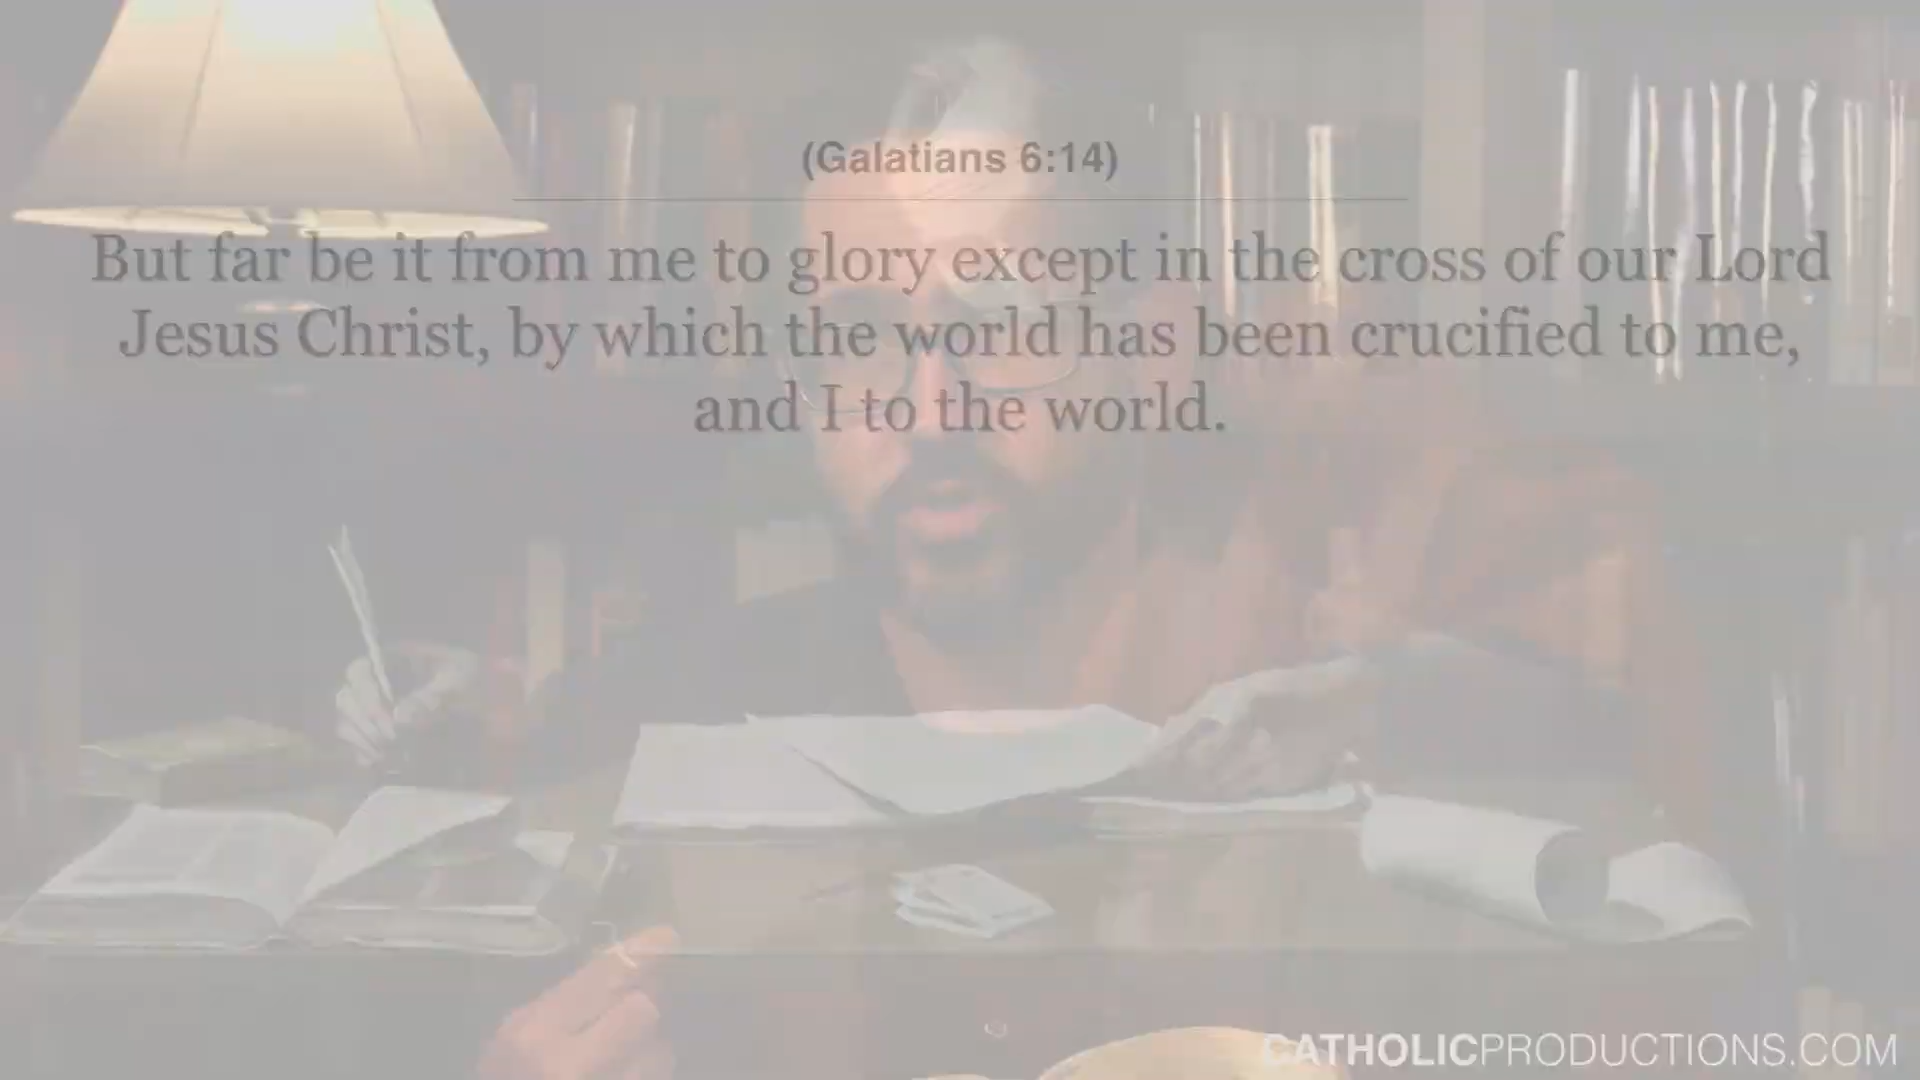 (Galatians 6:14)
But far be it from me to glory except in the cross of our Lord
Jesus Christ, by which the world has been crucified to me,
and I to the world.
CATHOLICPRODUCTIONS.COM